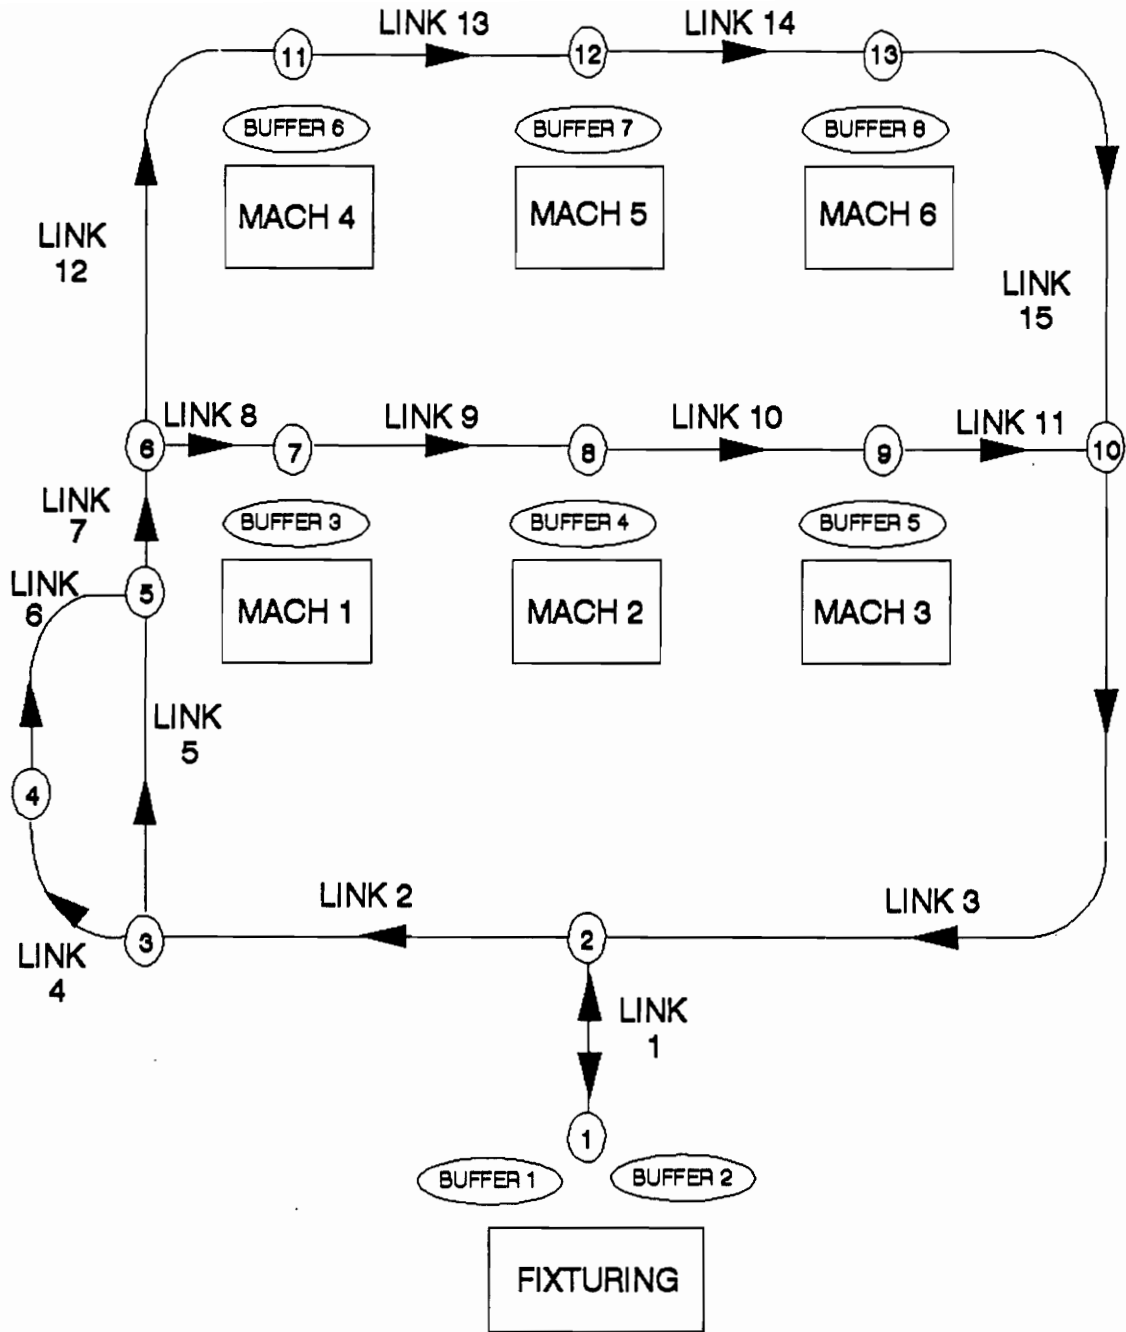 LINK 13
LINK 14
11
12
13
BUFFER 6
BUFFER 7
BUFFER 8
MACH 4
MACH 5
MACH 6
LINK
12
LINK
15
LINK 8
LINK 9
LINK 10
LINK 11
6
7
8
9
10
LINK
7
BUFFER 3
BUFFER 4
BUFFER 5
LINK
6
5
MACH 1
MACH 2
MACH 3
LINK
5
4
LINK 2
LINK 3
3
2
LINK
4
LINK
1
1
BUFFER 1
BUFFER 2
FIXTURING